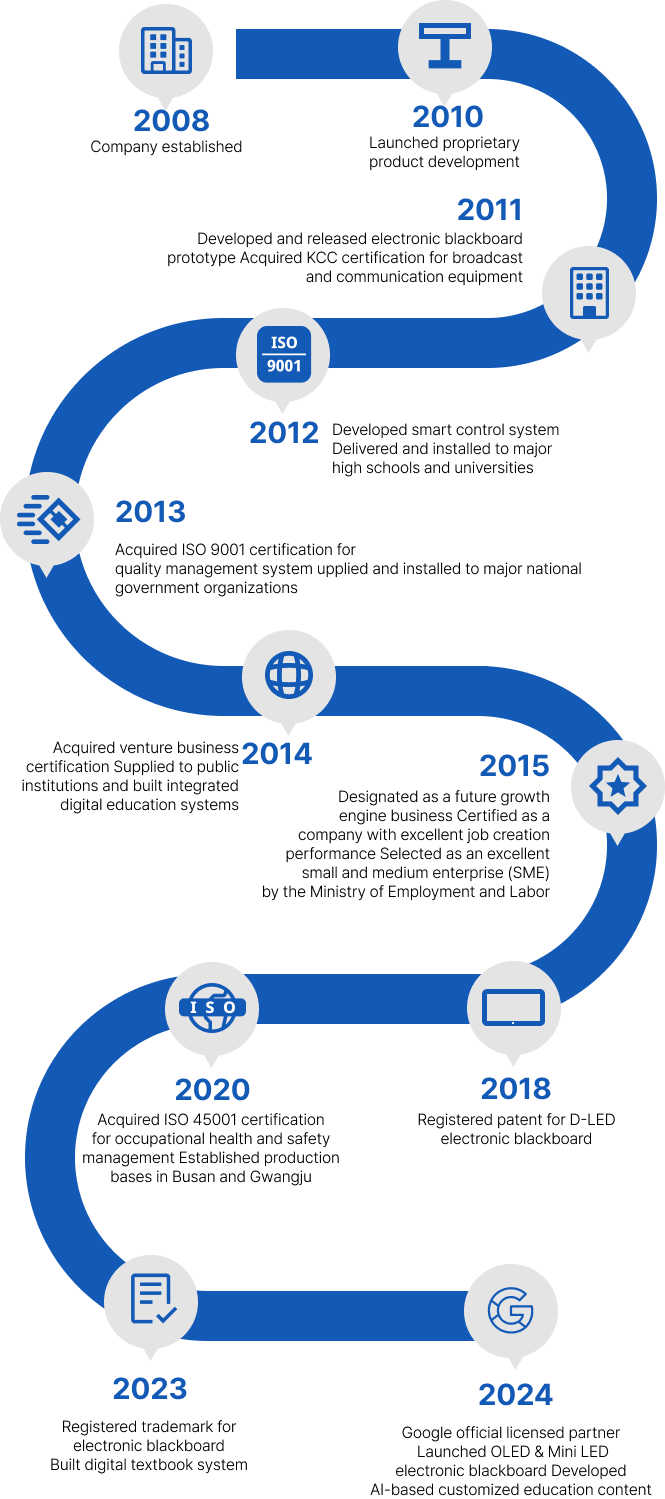 2008
Company established
2010
Launched proprietary
product development
2011
Developed and released electronic blackboard
prototype Acquired KCC certification for broadcast
and communication equipment
ISO
9001
2012
Developed smart control system
Delivered and installed to major
high schools and universities
2013
Acquired ISO 9001 certification for
quality management system upplied and installed to major national
government organizations
2014
Acquired venture business
certification Supplied to public
institutions and built integrated
digital education systems
2015
Designated as a future growth
engine business Certified as a
company with excellent job creation
performance Selected as an excellent
small and medium enterprise (SME)
by the Ministry of Employment and Labor
2018
Registered patent for D-LED
electronic blackboard
ISO
2020
Acquired ISO 45001 certification
for occupational health and safety
management Established production
bases in Busan and Gwangju
2023
Registered trademark for
electronic blackboard
Built digital textbook system
G
2024
Google official licensed partner
Launched OLED & Mini LED
electronic blackboard Developed
AI-based customized education content